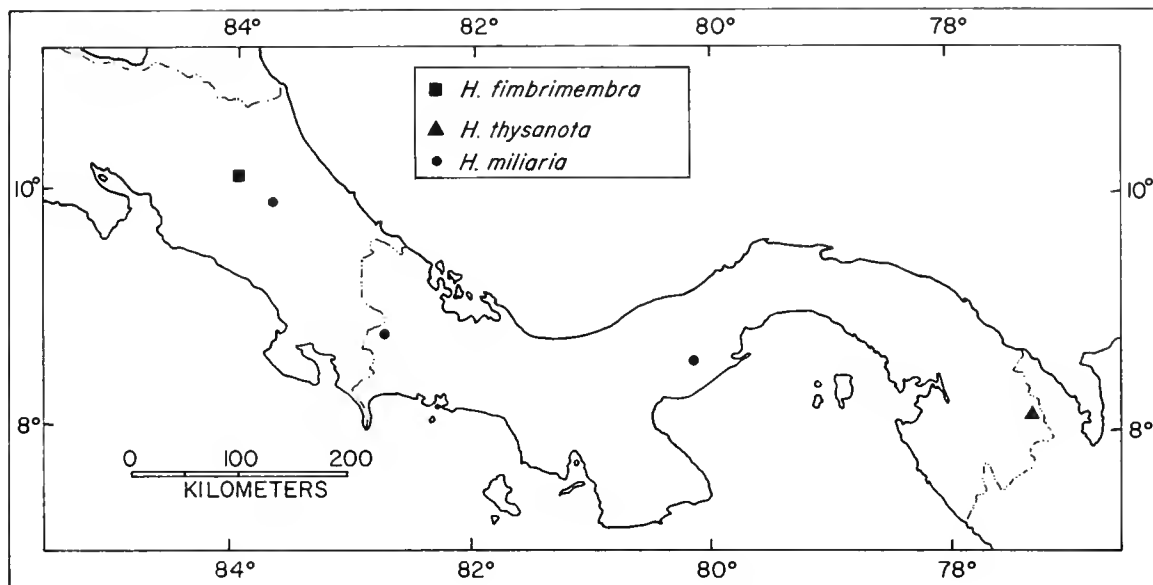 84° 82° 80° 78°
H. fimbrimembra
H. thysanota
H. miliaria
10° 10°
8° 8°
0 100 200
KILOMETERS
84° 82° 80° 78°